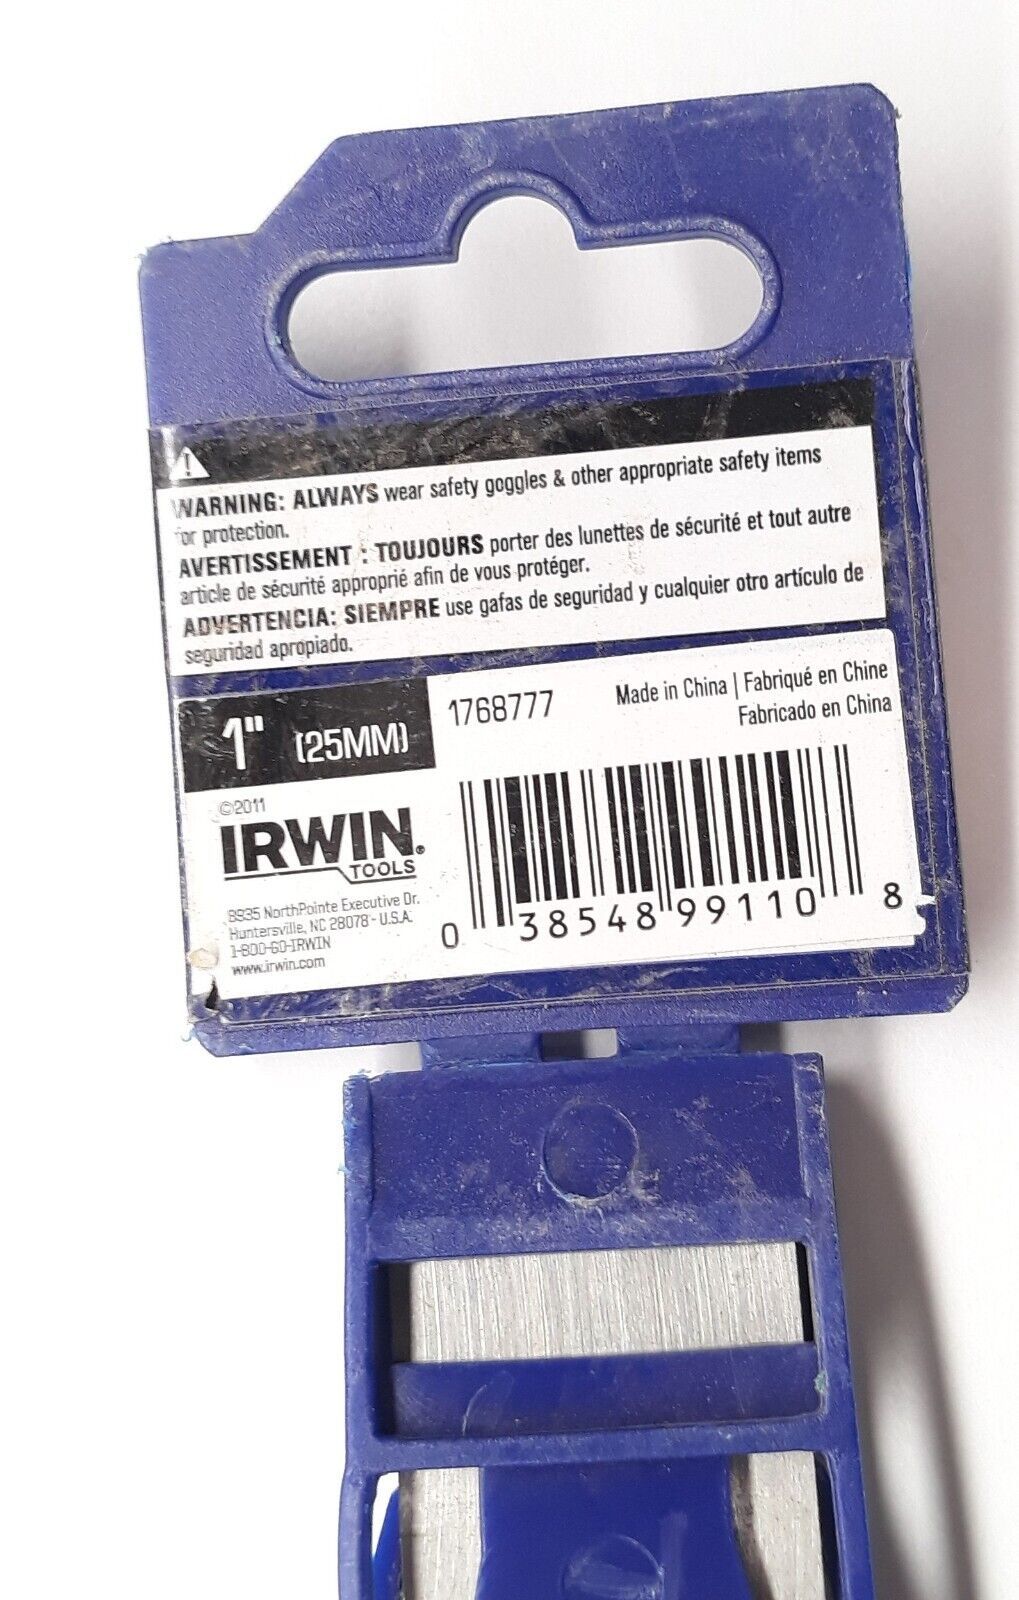 WARNING: ALWAYS wear safety goggles & other appropriate safety items
for protection.
AVERTISSEMENT : TOUJOURS porter des lunettes de sécurité et tout autre
article de sécurité approprié afin de vous protéger.
ADVERTENCIA: SIEMPRE use gafas de seguridad y cualquier otro artículo de
seguridad apropiado.
1" (25MM)
1768777
Made in China | Fabriqué en Chine
Fabricado en China
©2011
IRWIN®
TOOLS
8935 NorthPointe Executive Dr.
Huntersville, NC 28078 - U.S.A.
1-800-GO-IRWIN
www.irwin.com
0 38548 99110 8